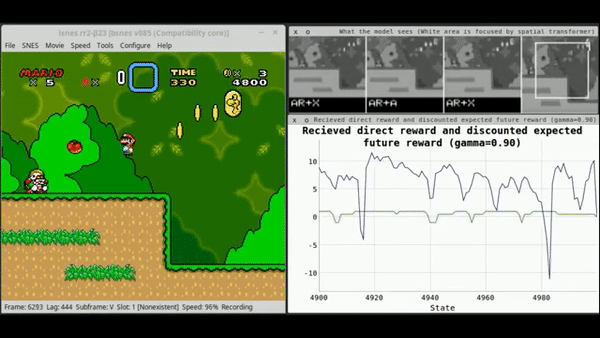 lsnes rr2-β23 [bsnes v085 (Compatibility core)]
File SNES Movie Speed Tools Configure Help
MARIO TIME
x 5 x 0 330 x 3
4800
Frame: 6293 Lag: 444 Subframe: V Slot: 1 [Nonexistent] Speed: 96% Recording
x o What the model sees (White area is focused by spatial transformer)
AR+X AR+A AR+X
x o Recieved direct reward and discounted expected future reward (gamma=0.90)
Recieved direct reward and discounted expected
future reward (gamma=0.90)
10
5
0
-5
-10
4900 4920 4940 4960 4980
State